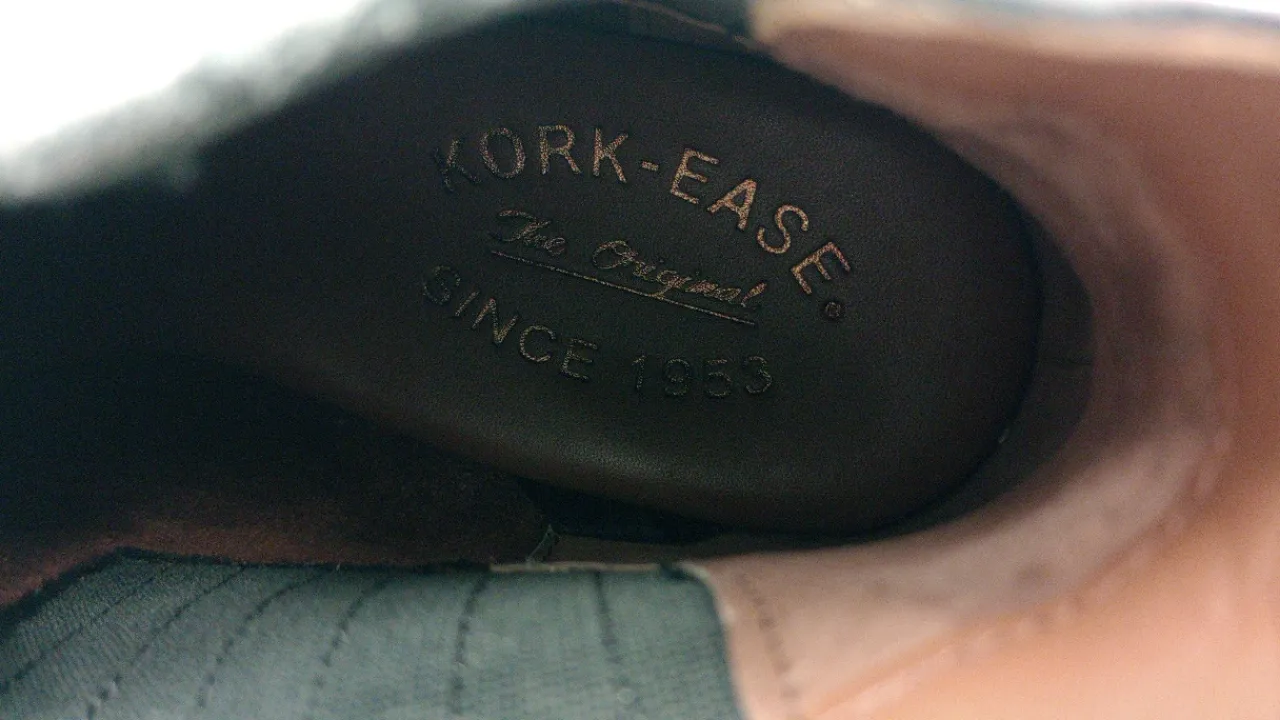 KORK-EASE®
The Original
SINCE 1953